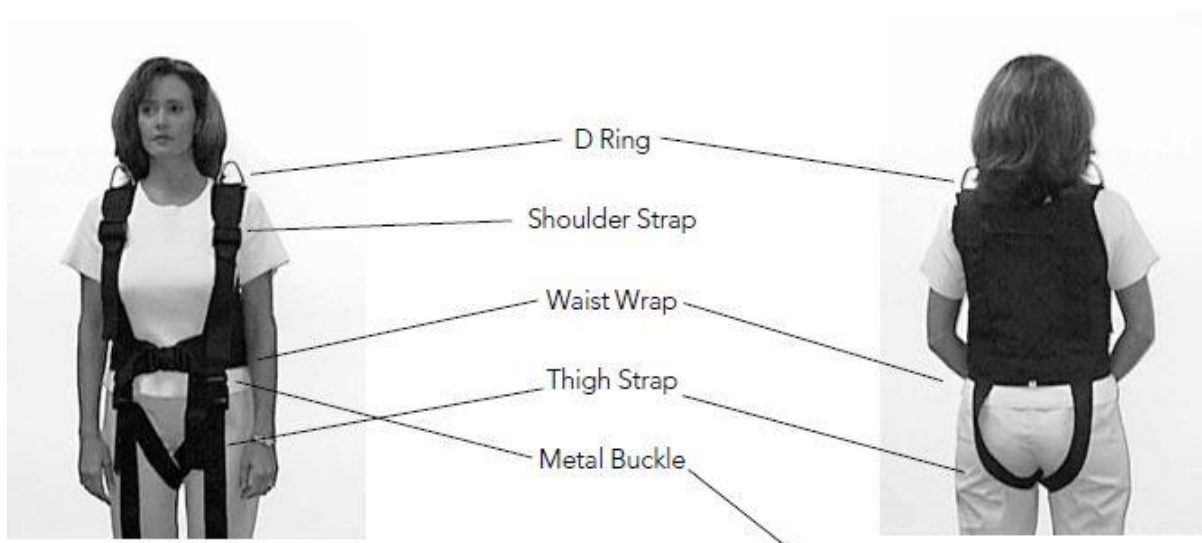 D Ring
Shoulder Strap
Waist Wrap
Thigh Strap
Metal Buckle